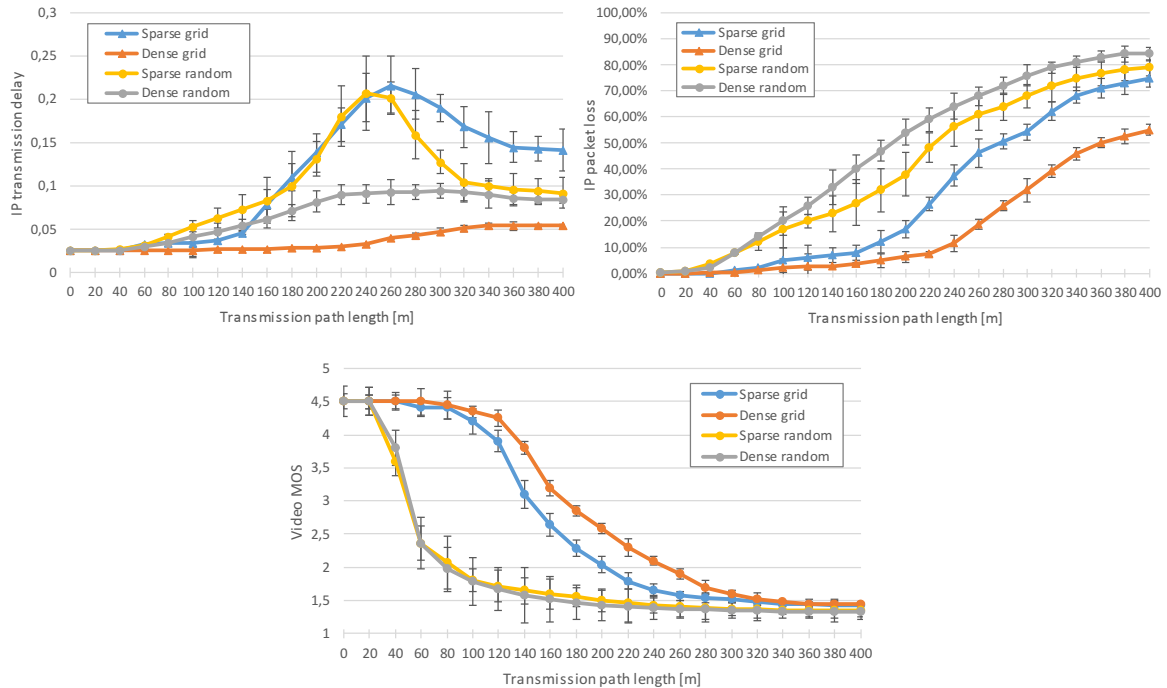 0,3
0,25
0,2
0,15
0,1
0,05
0
IP transmission delay
Sparse grid
Dense grid
Sparse random
Dense random
0 20 40 60 80 100 120 140 160 180 200 220 240 260 280 300 320 340 360 380 400
Transmission path length [m]
100,00%
90,00%
80,00%
70,00%
60,00%
50,00%
40,00%
30,00%
20,00%
10,00%
0,00%
IP packet loss
Sparse grid
Dense grid
Sparse random
Dense random
0 20 40 60 80 100 120 140 160 180 200 220 240 260 280 300 320 340 360 380 400
Transmission path length [m]
5
4,5
4
3,5
3
2,5
2
1,5
1
Video MOS
Sparse grid
Dense grid
Sparse random
Dense random
0 20 40 60 80 100 120 140 160 180 200 220 240 260 280 300 320 340 360 380 400
Transmission path length [m]